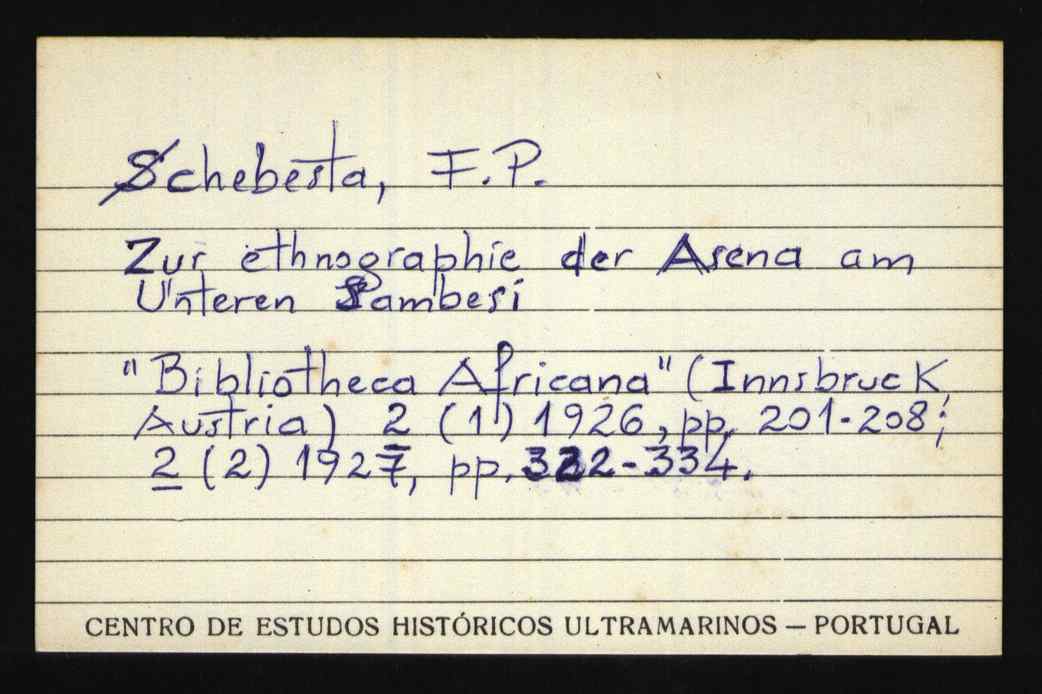 Schebesta, F.P.
Zur ethnographie der Asena am
Unteren Sambesi
"Bibliotheca Africana" (Innsbruck
Austria) 2 (1) 1926, pp. 201-208;
2 (2) 1927, pp. 322-334.
CENTRO DE ESTUDOS HISTÓRICOS ULTRAMARINOS — PORTUGAL